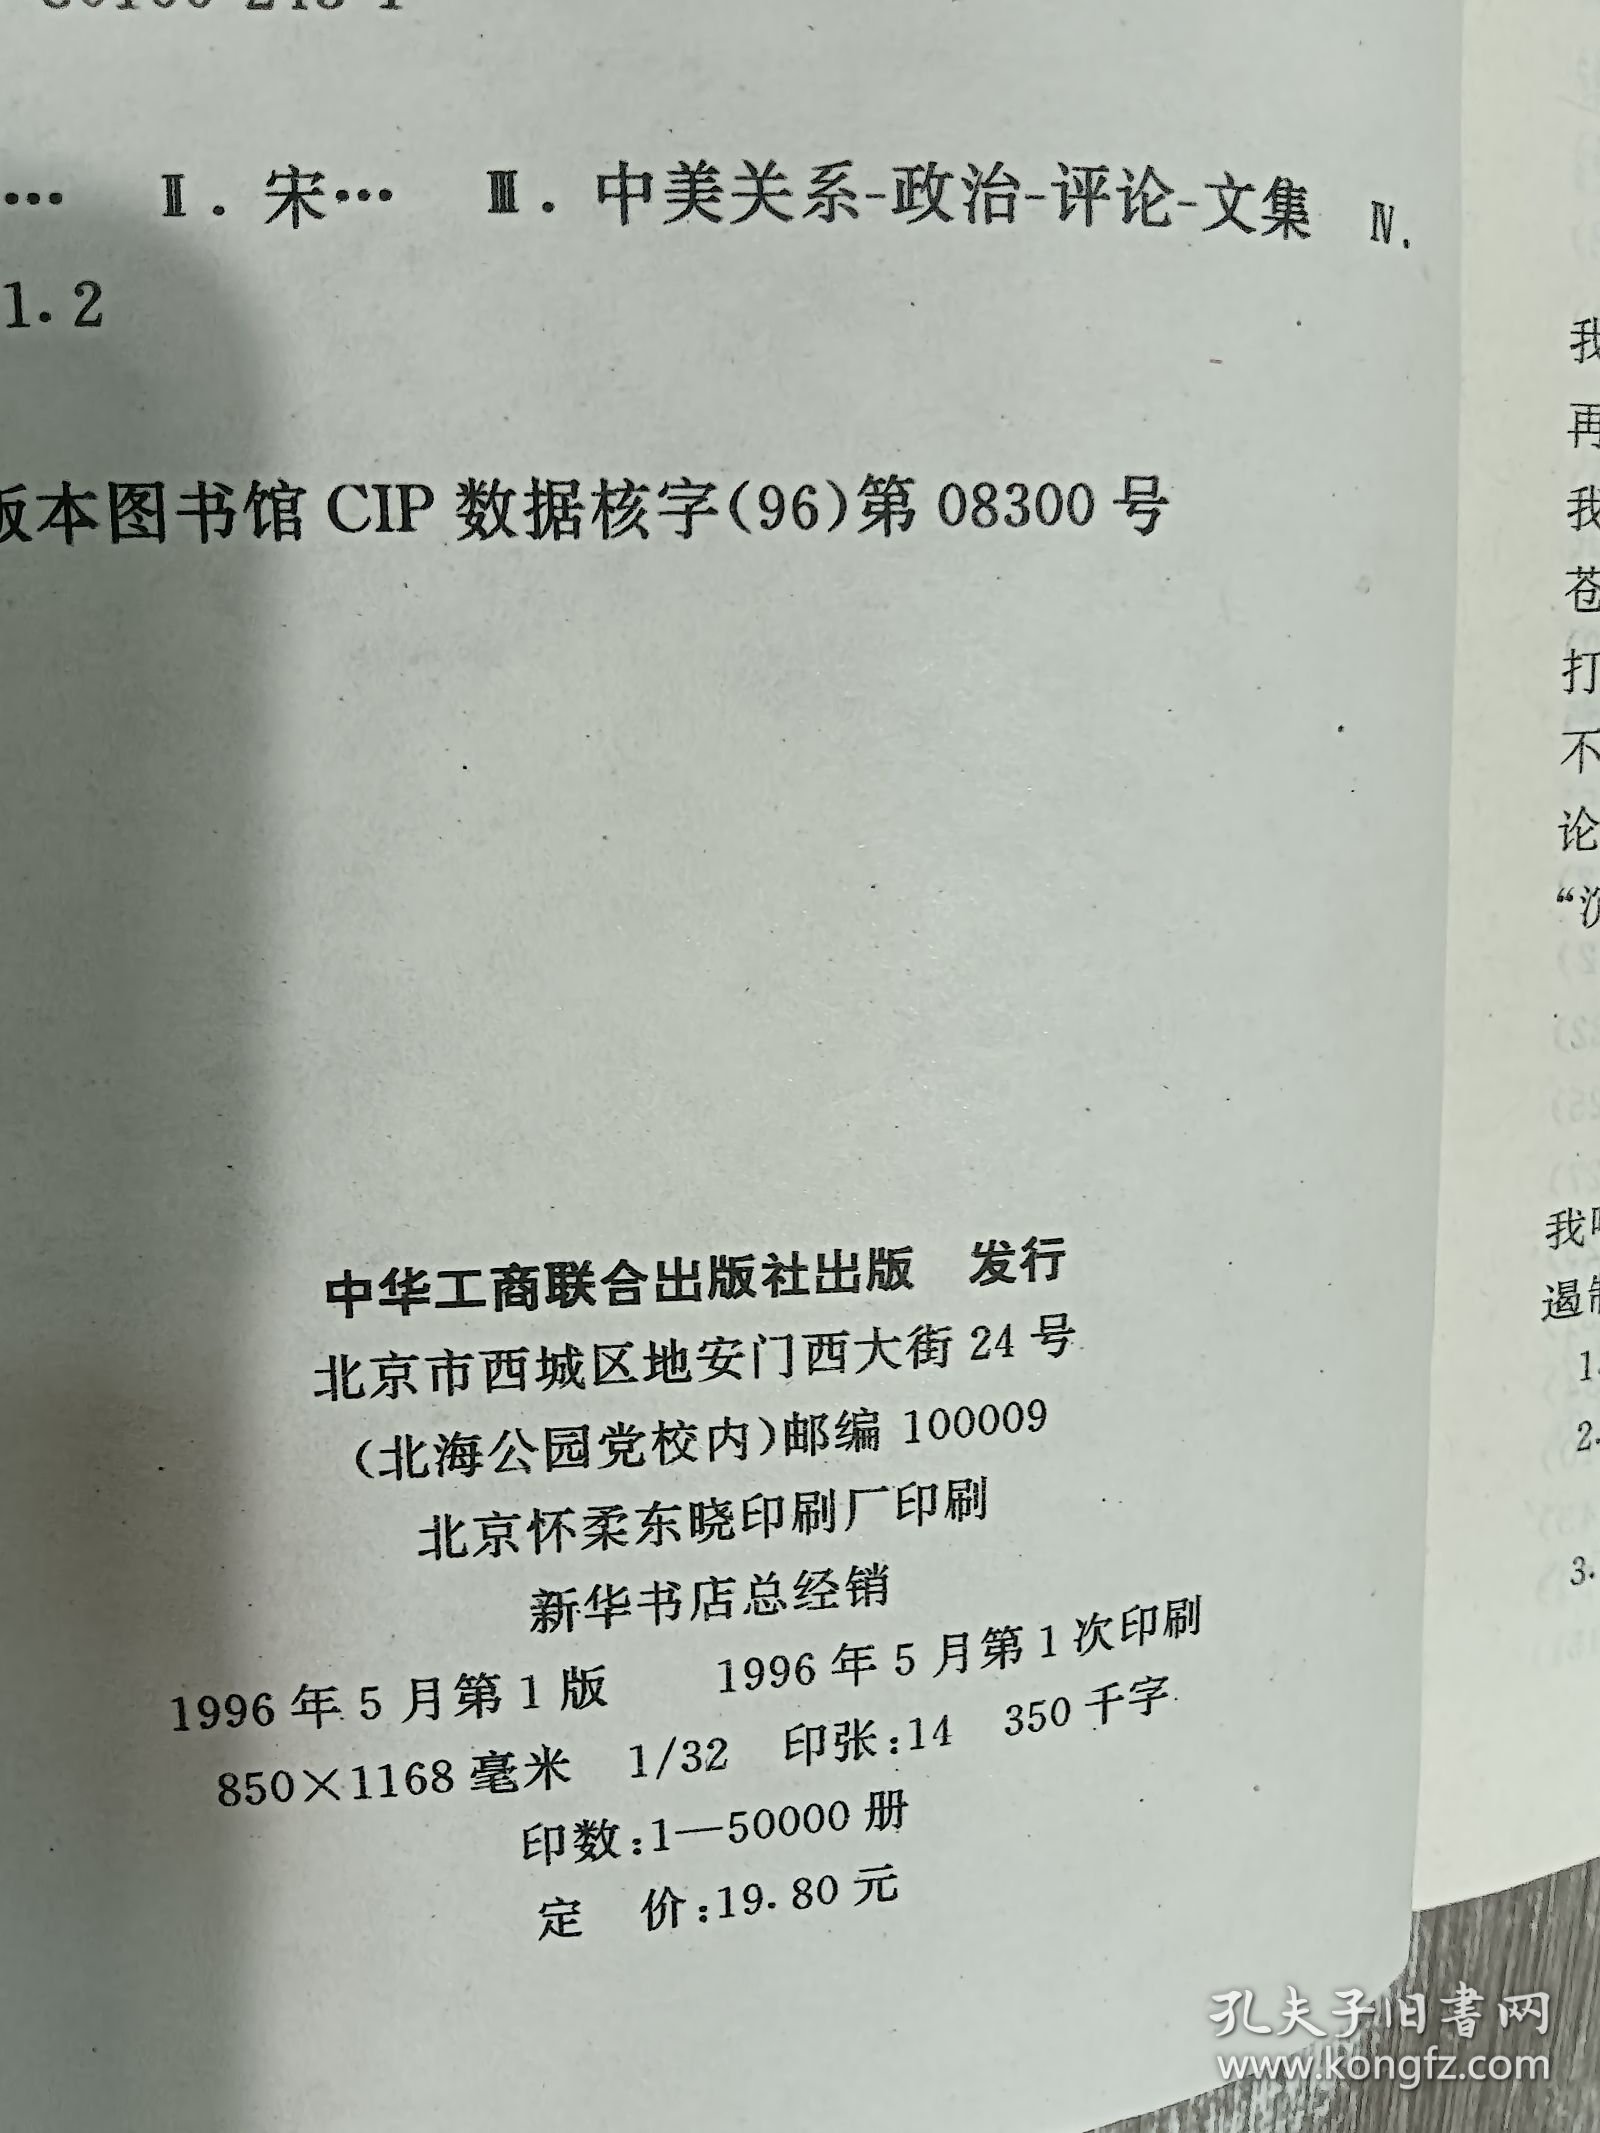 … Ⅱ. 宋… Ⅲ. 中美关系-政治-评论-文集 Ⅳ.
1.2
版本图书馆 CIP 数据核字(96)第 08300 号
中华工商联合出版社出版 发行
北京市西城区地安门西大街 24 号
(北海公园党校内)邮编 100009
北京怀柔东晓印刷厂印刷
新华书店总经销
1996 年 5 月第 1 版 1996 年 5 月第 1 次印刷
850×1168 毫米 1/32 印张:14 350 千字
印数:1—50000 册
定 价:19.80 元
我
再
我
苍
打
不
论
“沉
我
遏制
1.
2.
3.
孔夫子旧书网
www.kongfz.com